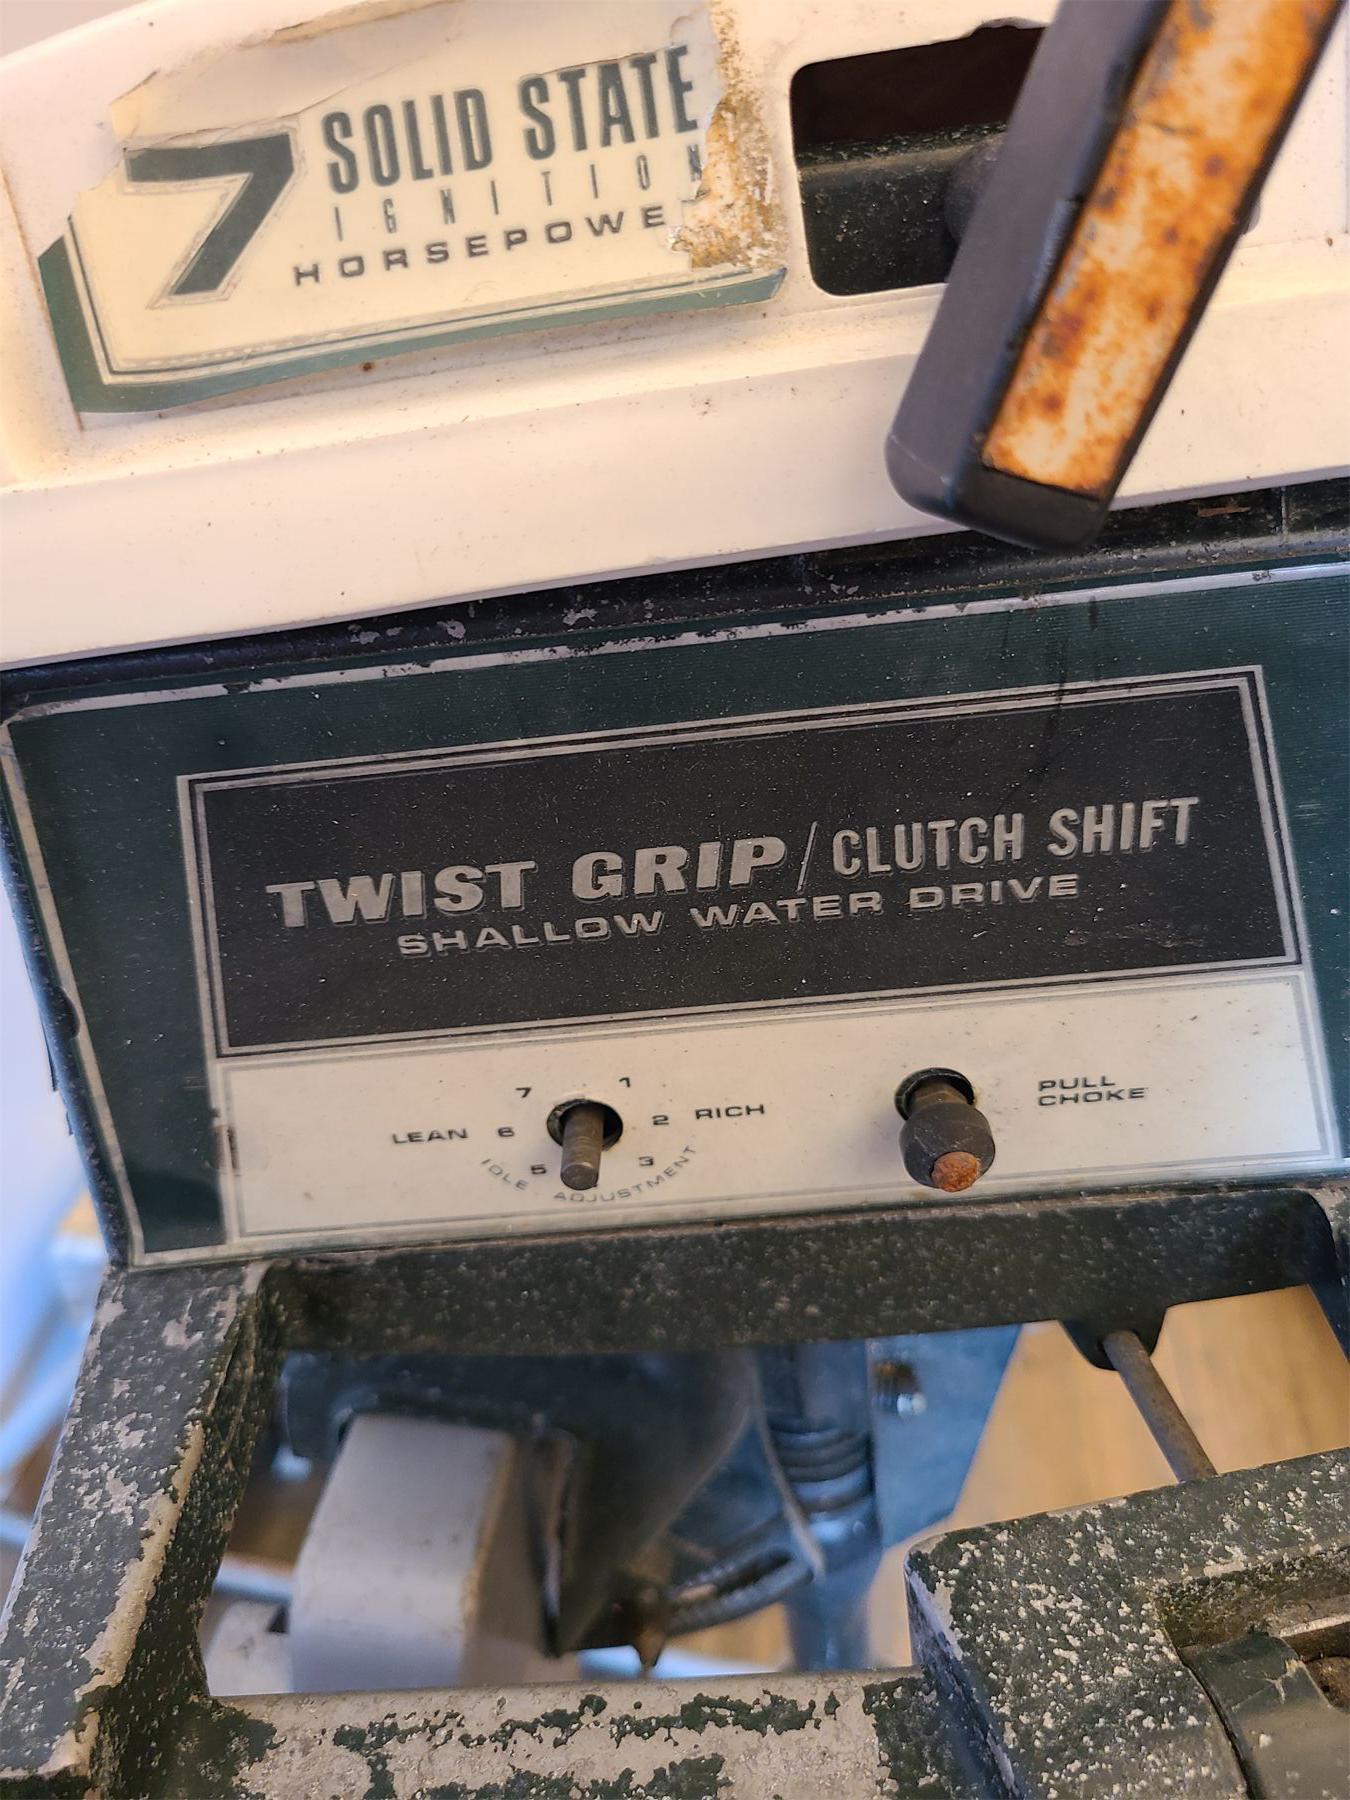 7 SOLID STATE
IGNITION
HORSEPOWE
TWIST GRIP/CLUTCH SHIFT
SHALLOW WATER DRIVE
7 1
LEAN 6 2 RICH
5 3
IDLE ADJUSTMENT
PULL
CHOKE